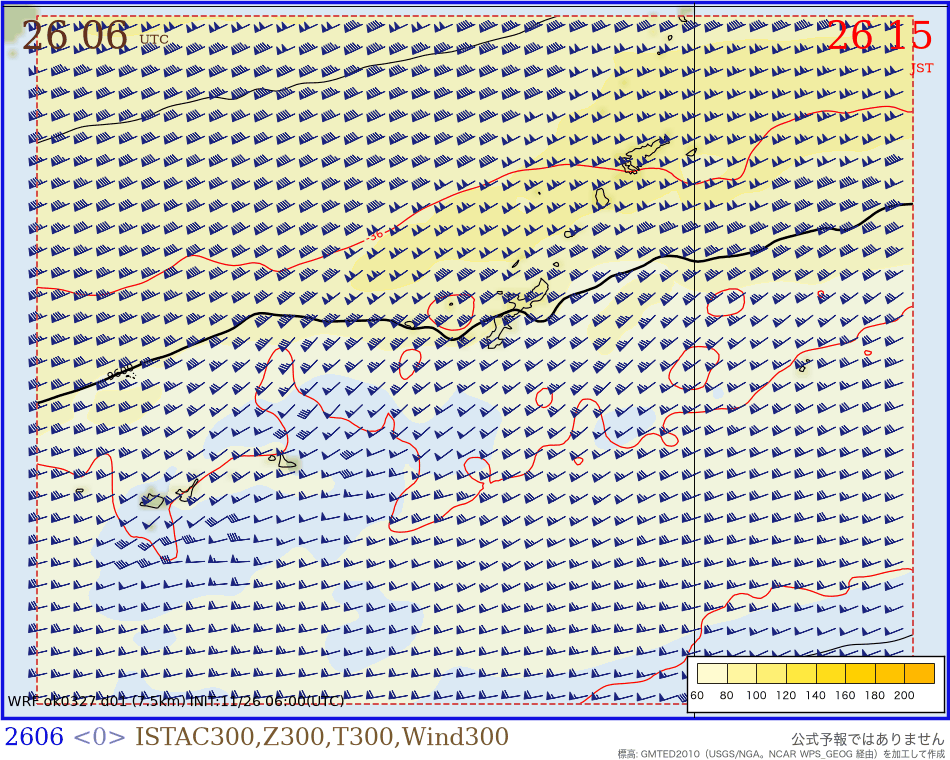 26 06 UTC
26 15
JST
-36
9600
WRF ok0327 d01 (7.5km) INIT:11/26 06:00(UTC)
60 80 100 120 140 160 180 200
2606 <0> ISTAC300,Z300,T300,Wind300
公式予報ではありません
標高: GMTED2010（USGS/NGA。NCAR WPS_GEOG 経由）を加工して作成